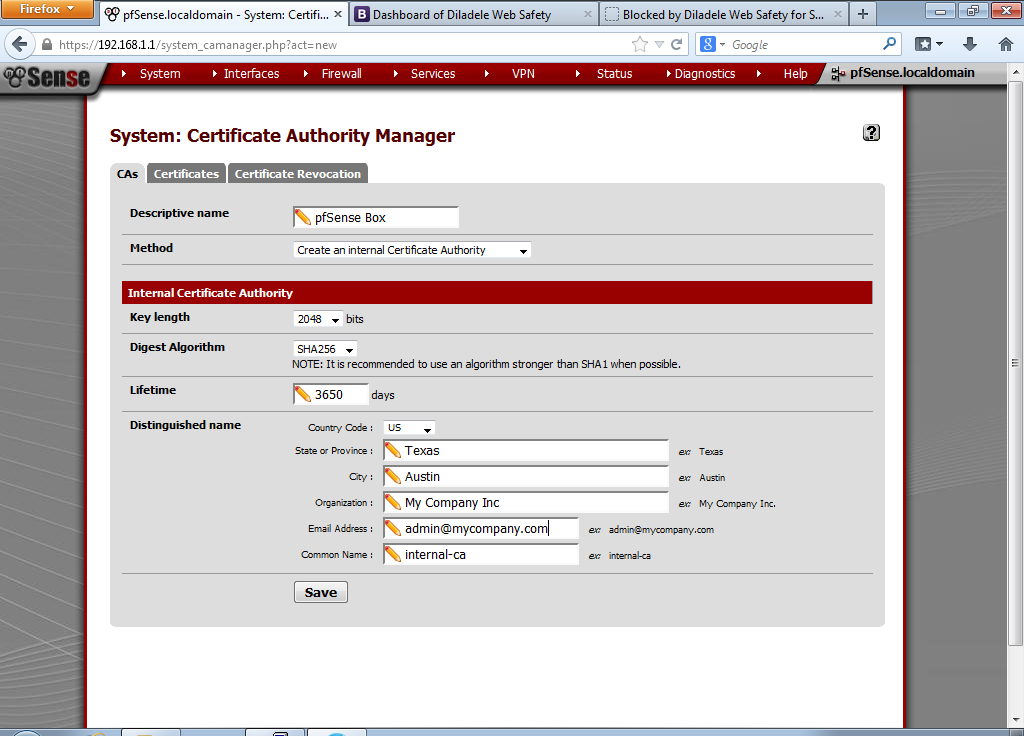 Firefox
pfSense.localdomain - System: Certifi...
Dashboard of Diladele Web Safety
Blocked by Diladele Web Safety for S...
https://192.168.1.1/system_camanager.php?act=new
Google
Sense
System
Interfaces
Firewall
Services
VPN
Status
Diagnostics
Help
pfSense.localdomain
System: Certificate Authority Manager
?
CAs
Certificates
Certificate Revocation
Descriptive name
pfSense Box
Method
Create an internal Certificate Authority
Internal Certificate Authority
Key length
2048 bits
Digest Algorithm
SHA256
NOTE: It is recommended to use an algorithm stronger than SHA1 when possible.
Lifetime
3650 days
Distinguished name
Country Code : US
State or Province : Texas ex: Texas
City : Austin ex: Austin
Organization : My Company Inc ex: My Company Inc.
Email Address : admin@mycompany.com ex: admin@mycompany.com
Common Name : internal-ca ex: internal-ca
Save